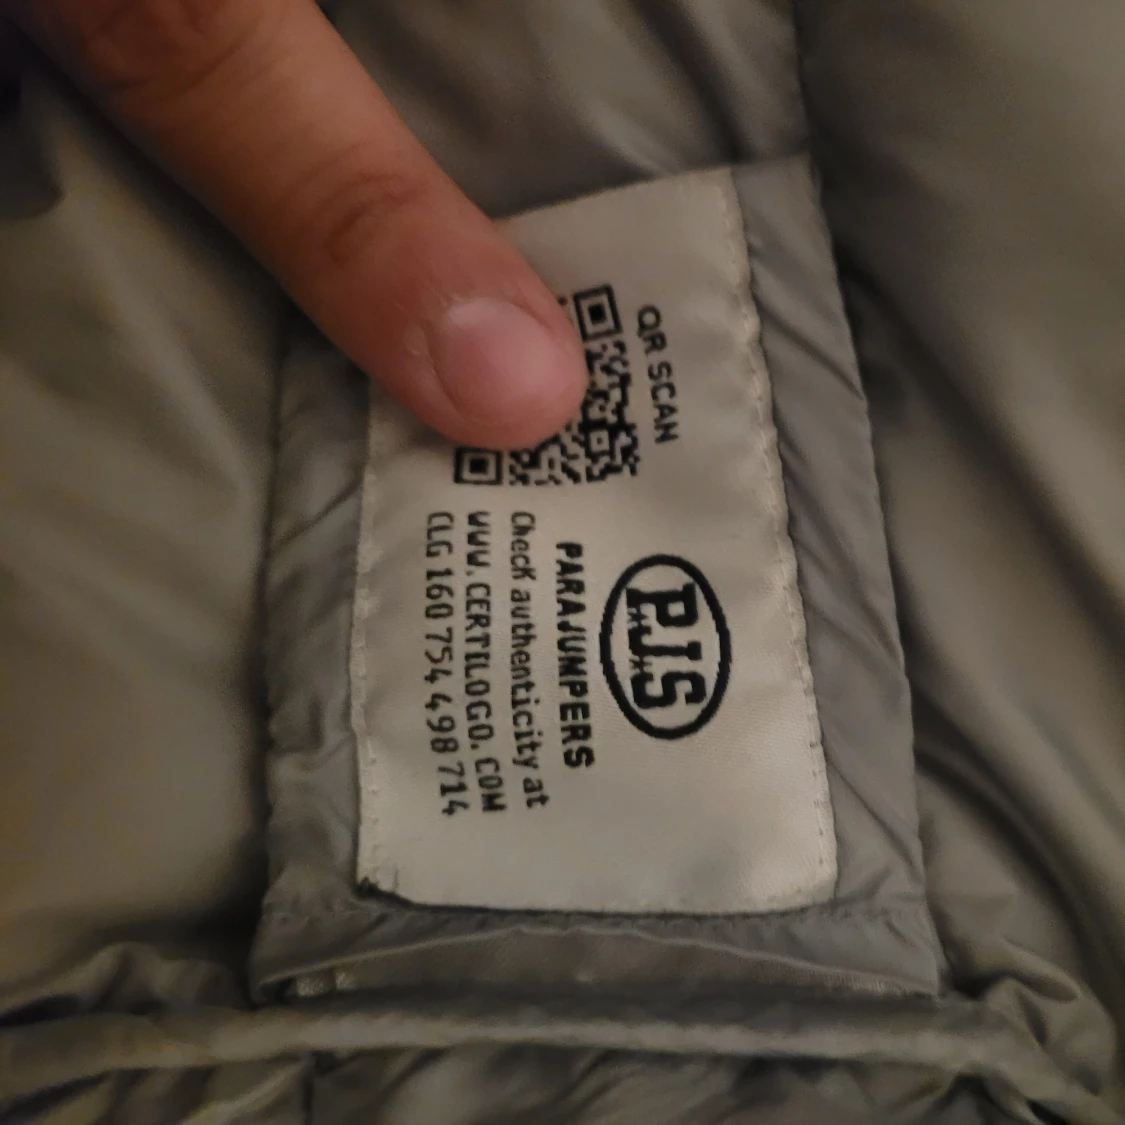 QR SCAN
PJS
PARAJUMPERS
Check authenticity at
WWW.CERTILOGO.COM
CLG 160 754 498 714